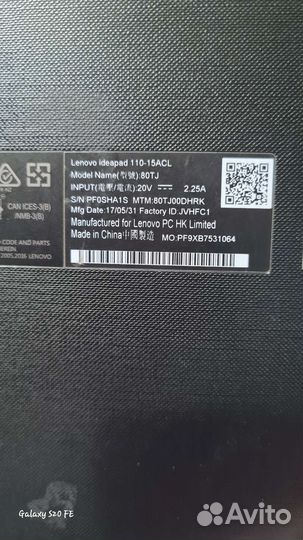 Lenovo ideapad 110-15ACL
Model Name(型號):80TJ
INPUT(電壓/電流):20V ⎓ 2.25A
S/N PF0SHA1S MTM:80TJ00DHRK
Mfg Date:17/05/31 Factory ID:JVHFC1
Manufactured for Lenovo PC HK Limited
Made in China中國製造 MO:PF9XB7531064
CAN ICES-3(B)
/NMB-3(B)
CODE AND PARTS
VEREIN.
2005,2016 LENOVO
Galaxy S20 FE
Avito